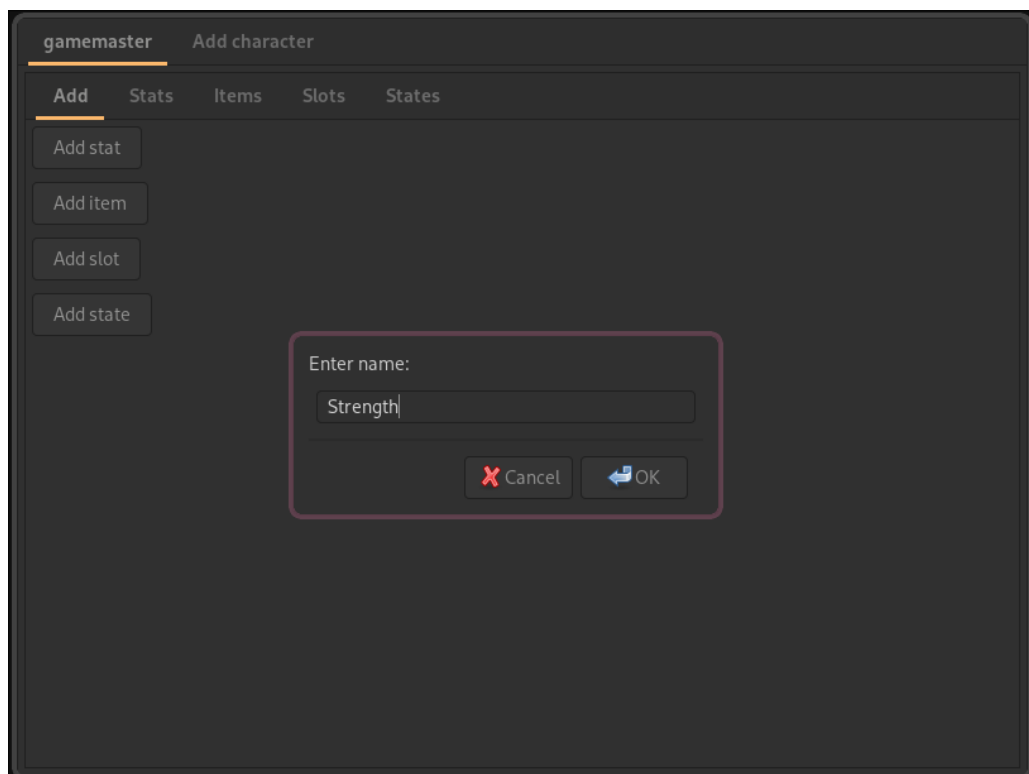 gamemaster Add character
Add Stats Items Slots States
Add stat
Add item
Add slot
Add state
Enter name:
Strength
Cancel OK